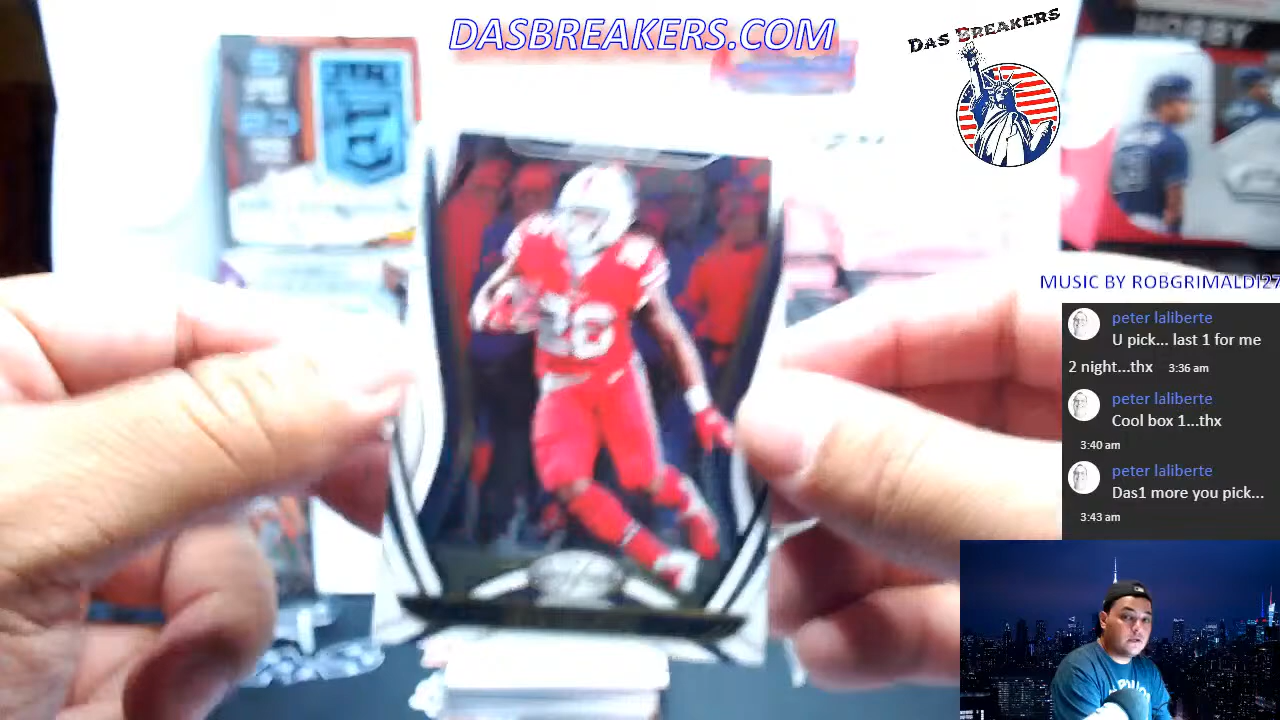 DASBREAKERS.COM
DAS BREAKERS
HOBBY
26
MUSIC BY ROBGRIMALDI27
peter laliberte
U pick... last 1 for me
2 night...thx 3:36 am
peter laliberte
Cool box 1...thx
3:40 am
peter laliberte
Das1 more you pick...
3:43 am